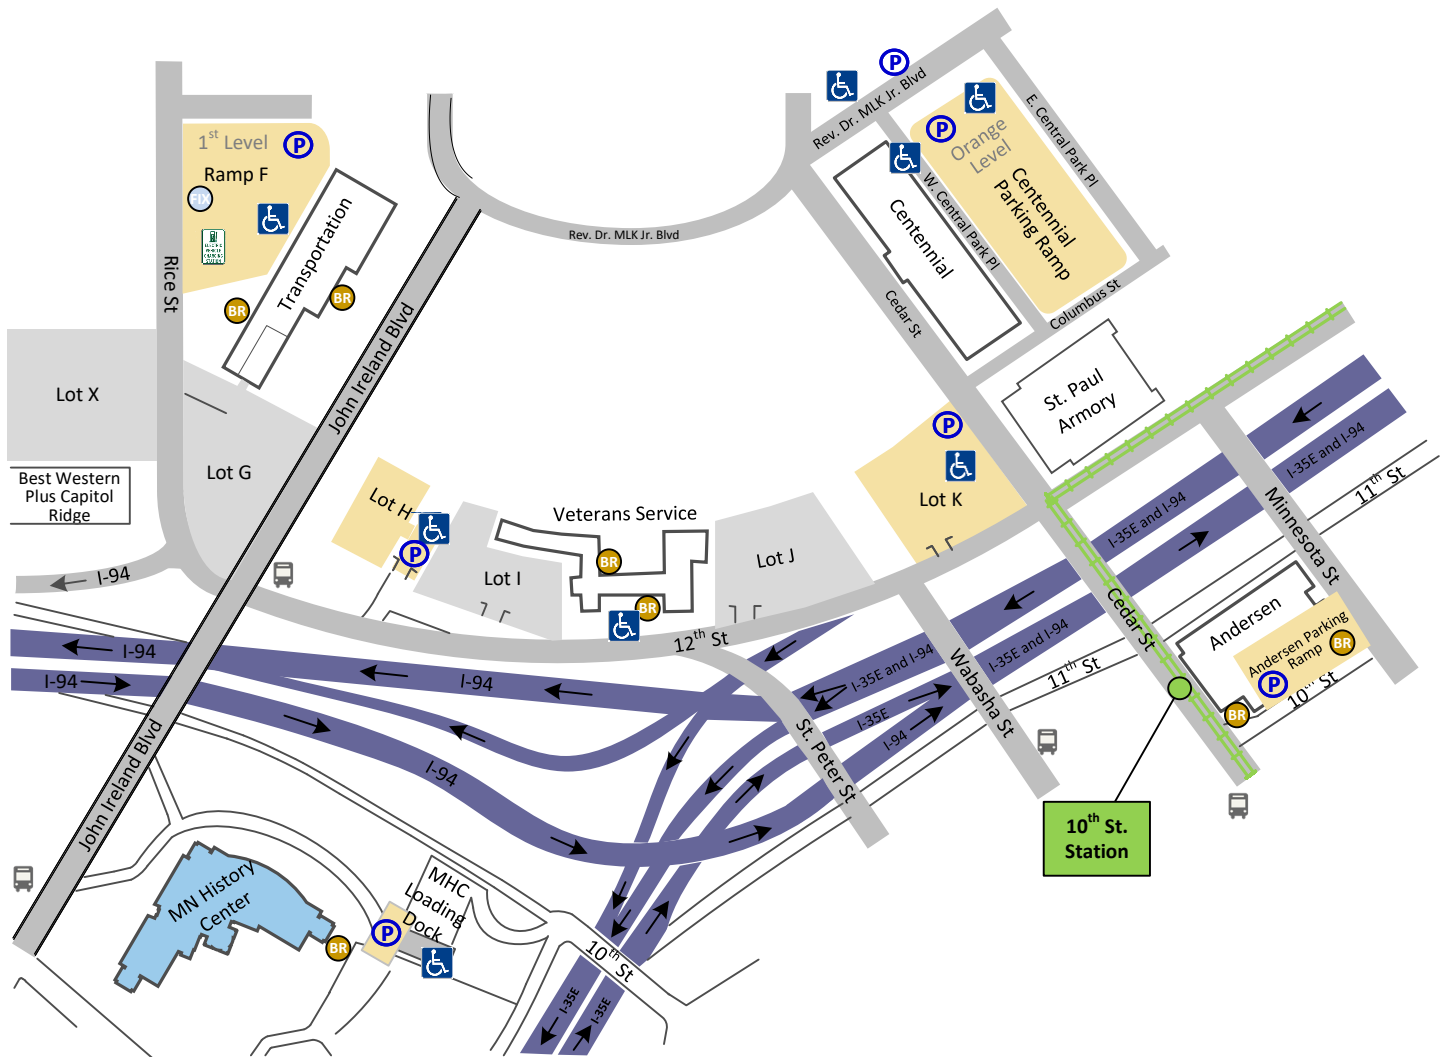 P
Rev. Dr. MLK Jr. Blvd
E. Central Park Pl
P
Orange
Level
Centennial
Parking Ramp
W. Central Park Pl
Centennial
Columbus St
Cedar St
1st Level
P
Ramp F
FIX
ELECTRIC
VEHICLE
CHARGING
STATION
BR
BR
Transportation
Rice St
Rev. Dr. MLK Jr. Blvd
John Ireland Blvd
Lot X
Best Western
Plus Capitol
Ridge
Lot G
Lot H
P
Lot I
Veterans Service
BR
BR
Lot J
P
Lot K
St. Paul
Armory
I-35E and I-94
I-35E and I-94
11th St
Minnesota St
I-94
12th St
I-94
I-94
I-94
I-94
I-35E and I-94
I-35E and I-94
I-35E and I-94
I-35E
I-94
Wabasha St
11th St
Cedar St
Andersen
Andersen Parking
Ramp
BR
P
10th St
BR
St. Peter St
10th St.
Station
John Ireland Blvd
MN History
Center
BR
MHC
Loading
Dock
P
10th St
I-35E
I-35E